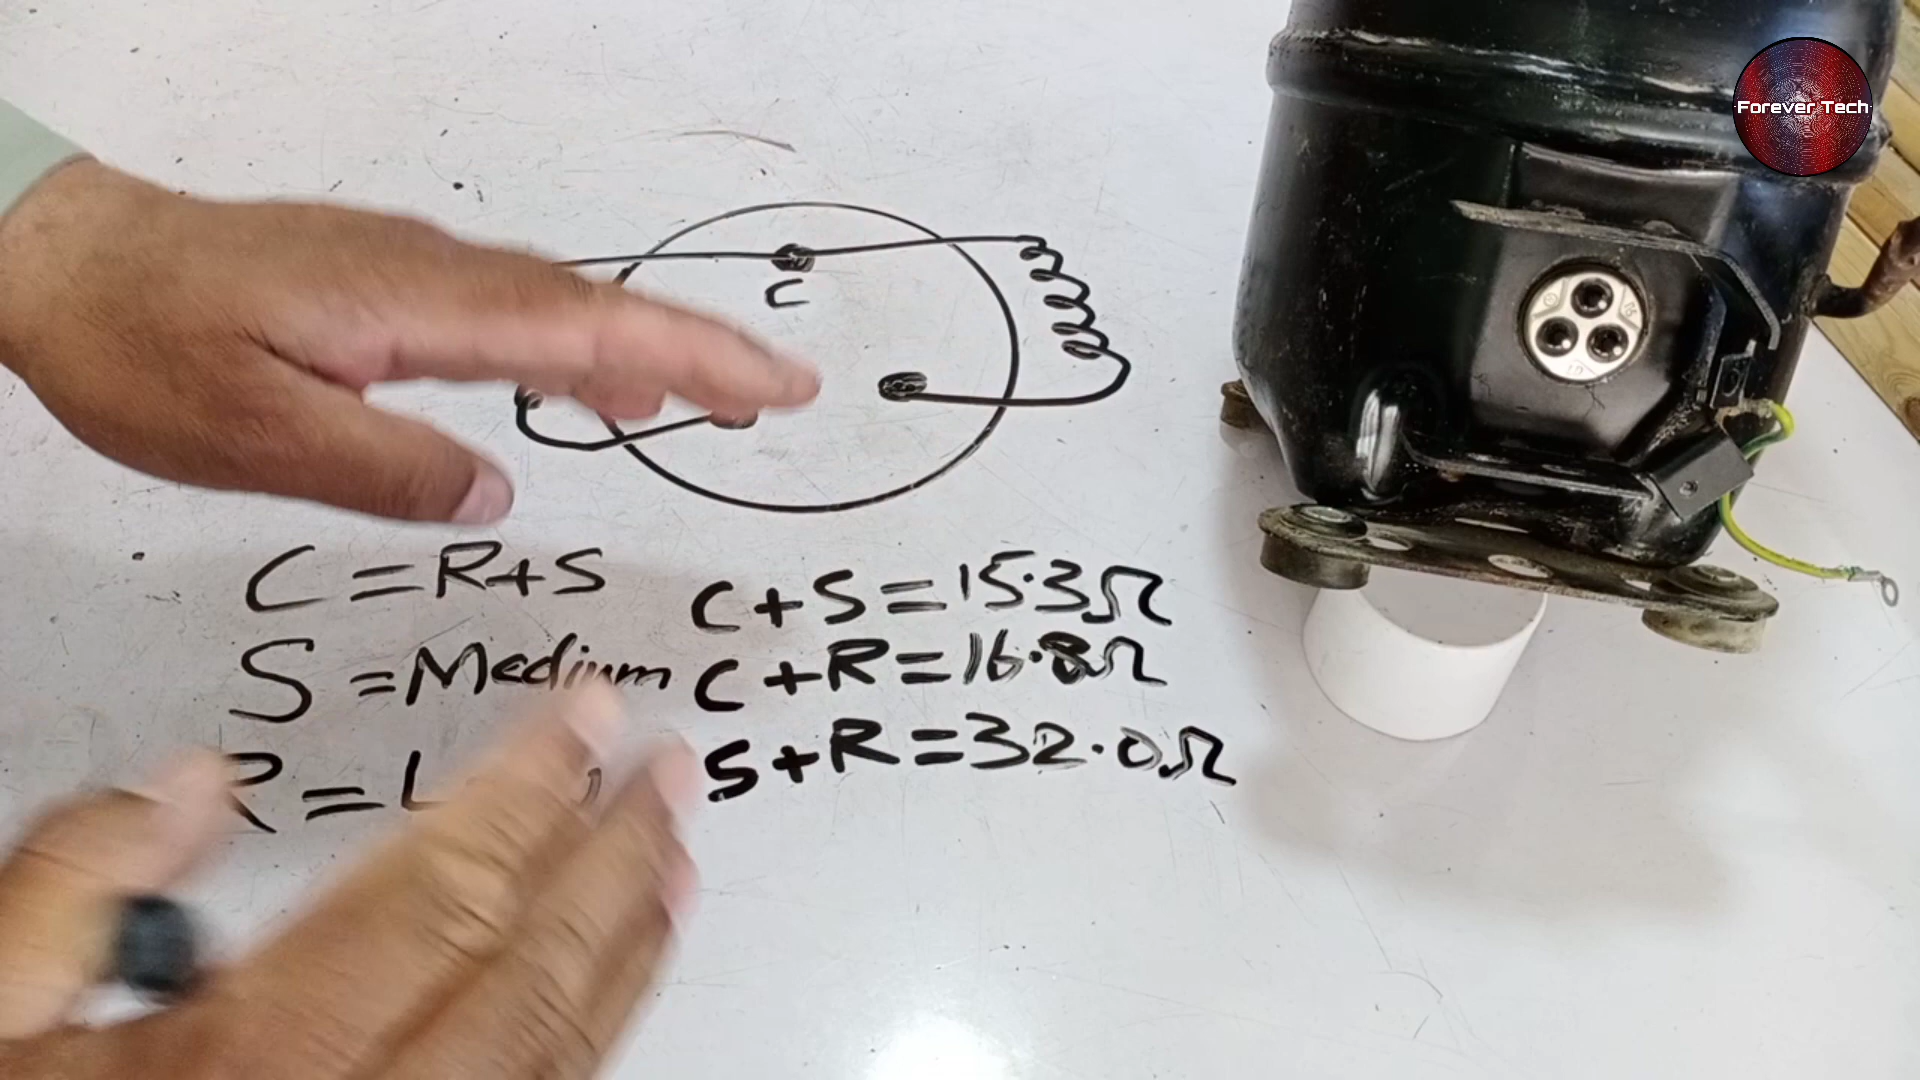 Forever Tech
C
C=R+S
S=Medium
R=
C+S=15.3Ω
C+R=16.8Ω
S+R=32.0Ω